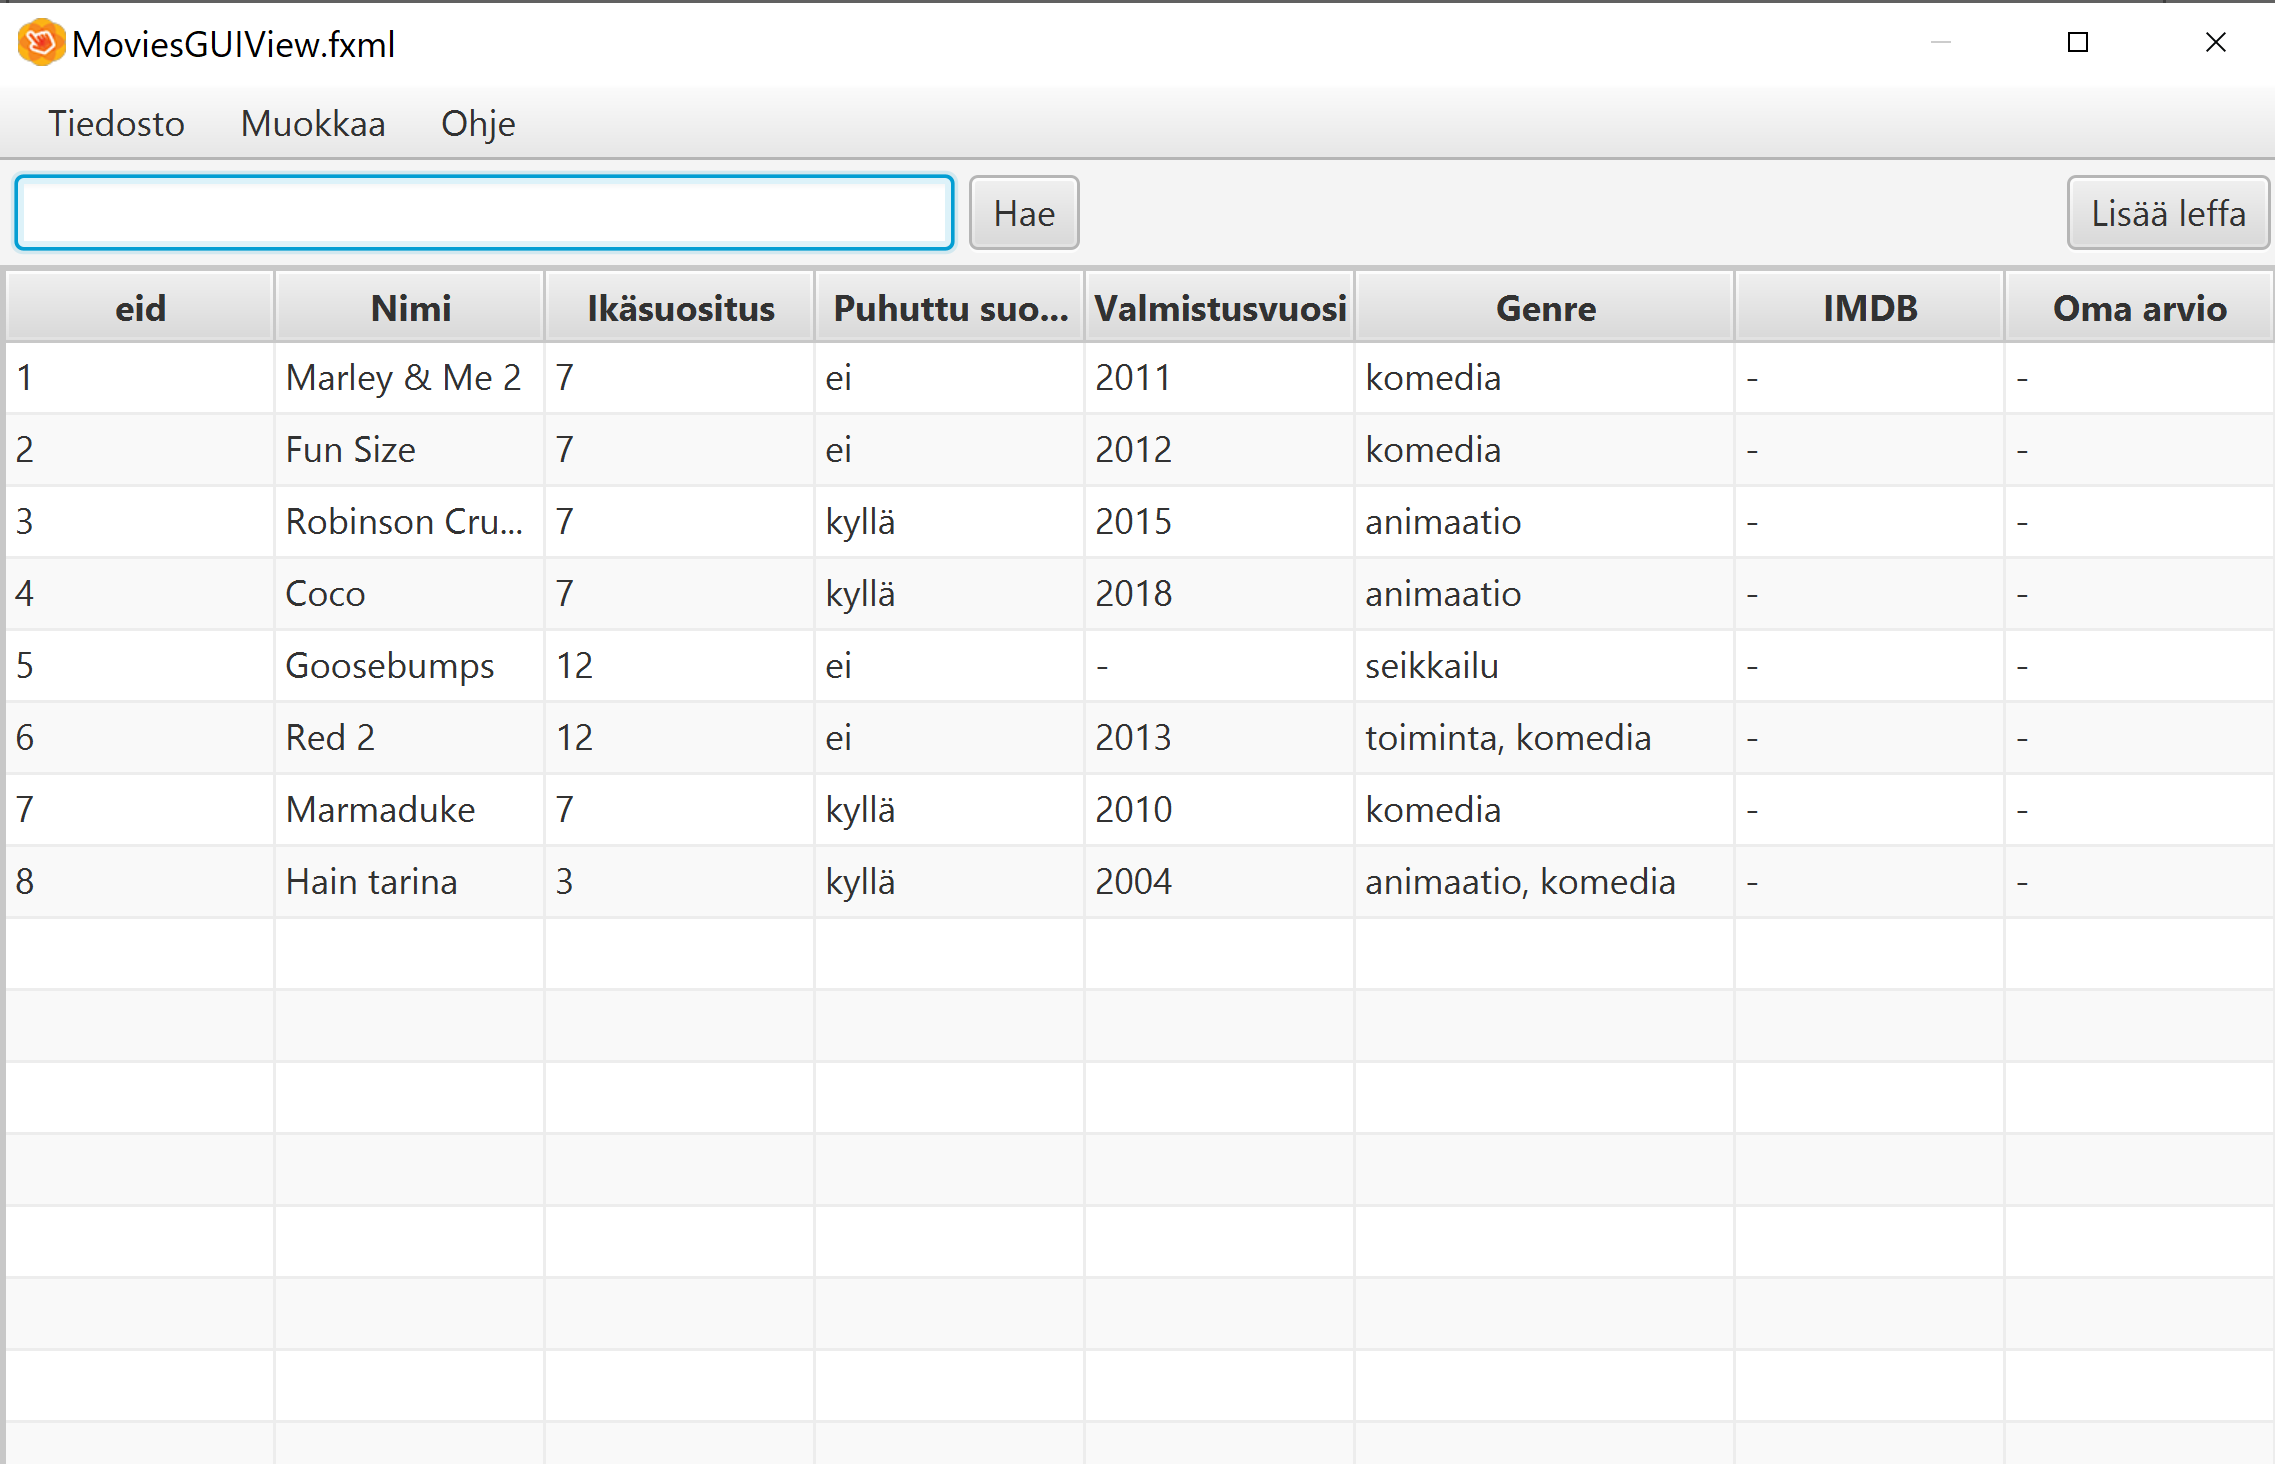 MoviesGUIView.fxml
Tiedosto Muokkaa Ohje
Hae Lisää leffa
eid Nimi Ikäsuositus Puhuttu suo... Valmistusvuosi Genre IMDB Oma arvio
1 Marley & Me 2 7 ei 2011 komedia - -
2 Fun Size 7 ei 2012 komedia - -
3 Robinson Cru... 7 kyllä 2015 animaatio - -
4 Coco 7 kyllä 2018 animaatio - -
5 Goosebumps 12 ei - seikkailu - -
6 Red 2 12 ei 2013 toiminta, komedia - -
7 Marmaduke 7 kyllä 2010 komedia - -
8 Hain tarina 3 kyllä 2004 animaatio, komedia - -